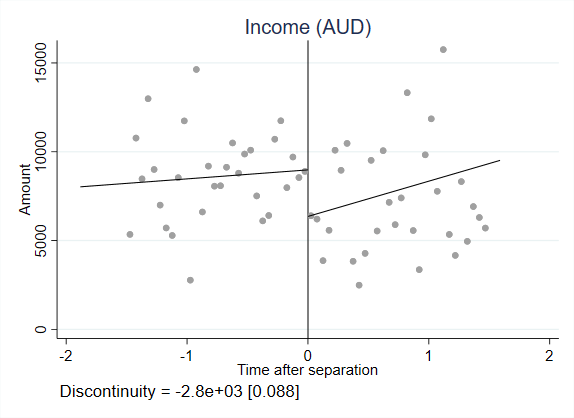 Income (AUD)
Amount
15000
10000
5000
0
-2 -1 0 1 2
Time after separation
Discontinuity = -2.8e+03 [0.088]